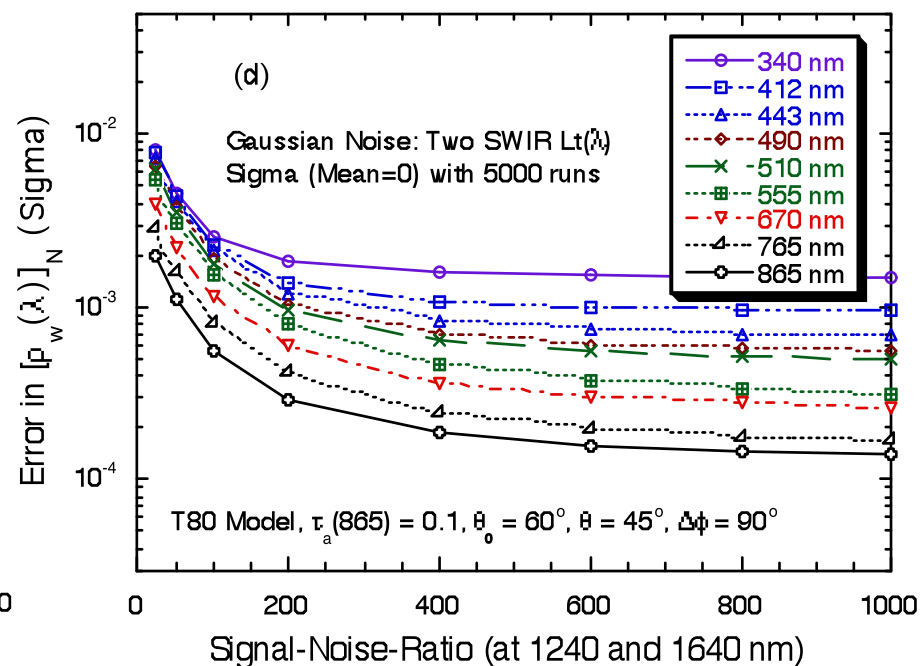 (d)
340 nm
412 nm
443 nm
490 nm
510 nm
555 nm
670 nm
765 nm
865 nm
Gaussian Noise: Two SWIR Lt(λ)
Sigma (Mean=0) with 5000 runs
10⁻²
10⁻³
10⁻⁴
Error in [ρw(λ)]N (Sigma)
T80 Model, τa(865) = 0.1, θ₀ = 60°, θ = 45°, Δϕ = 90°
0
0 200 400 600 800 1000
Signal-Noise-Ratio (at 1240 and 1640 nm)